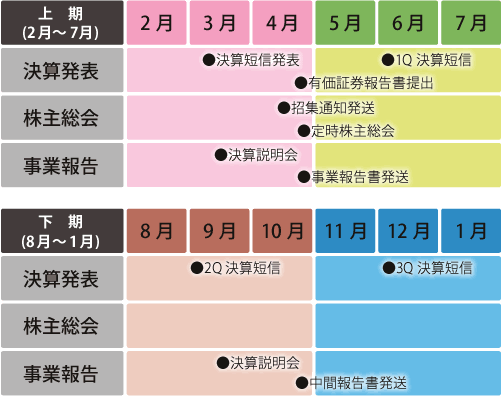 上　期
(2月～7月)
2月 3月 4月 5月 6月 7月
決算発表
●決算短信発表 ●1Q 決算短信
●有価証券報告書提出
株主総会
●招集通知発送
●定時株主総会
事業報告
●決算説明会
●事業報告書発送
下　期
(8月～1月)
8月 9月 10月 11月 12月 1月
決算発表
●2Q 決算短信 ●3Q 決算短信
株主総会
事業報告
●決算説明会
●中間報告書発送